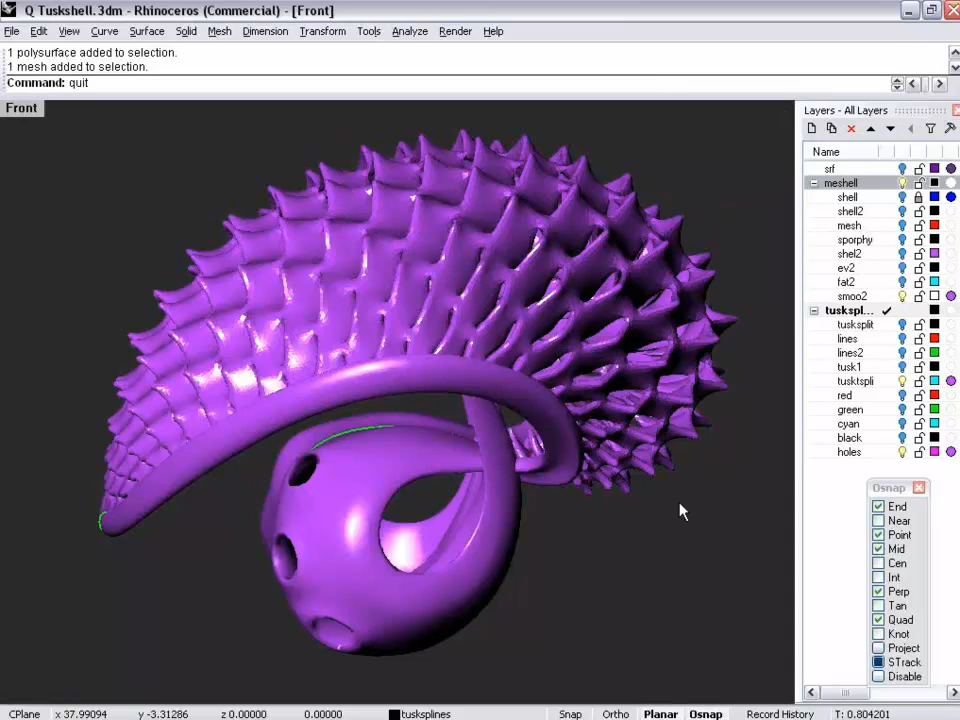 Q Tuskshell.3dm - Rhinoceros (Commercial) - [Front]
File Edit View Curve Surface Solid Mesh Dimension Transform Tools Analyze Render Help
1 polysurface added to selection.
1 mesh added to selection.
Command: quit
Front
Layers - All Layers
Name
srf
meshell
shell
shell2
mesh
sporphy
shel2
ev2
fat2
smoo2
tuskspl...
tusksplit
lines
lines2
tusk1
tusktspli
red
green
cyan
black
holes
Osnap
End
Near
Point
Mid
Cen
Int
Perp
Tan
Quad
Knot
Project
STrack
Disable
CPlane x 37.99094 y -3.31286 z 0.00000 0.00000 tusksplines Snap Ortho Planar Osnap Record History T: 0.804201